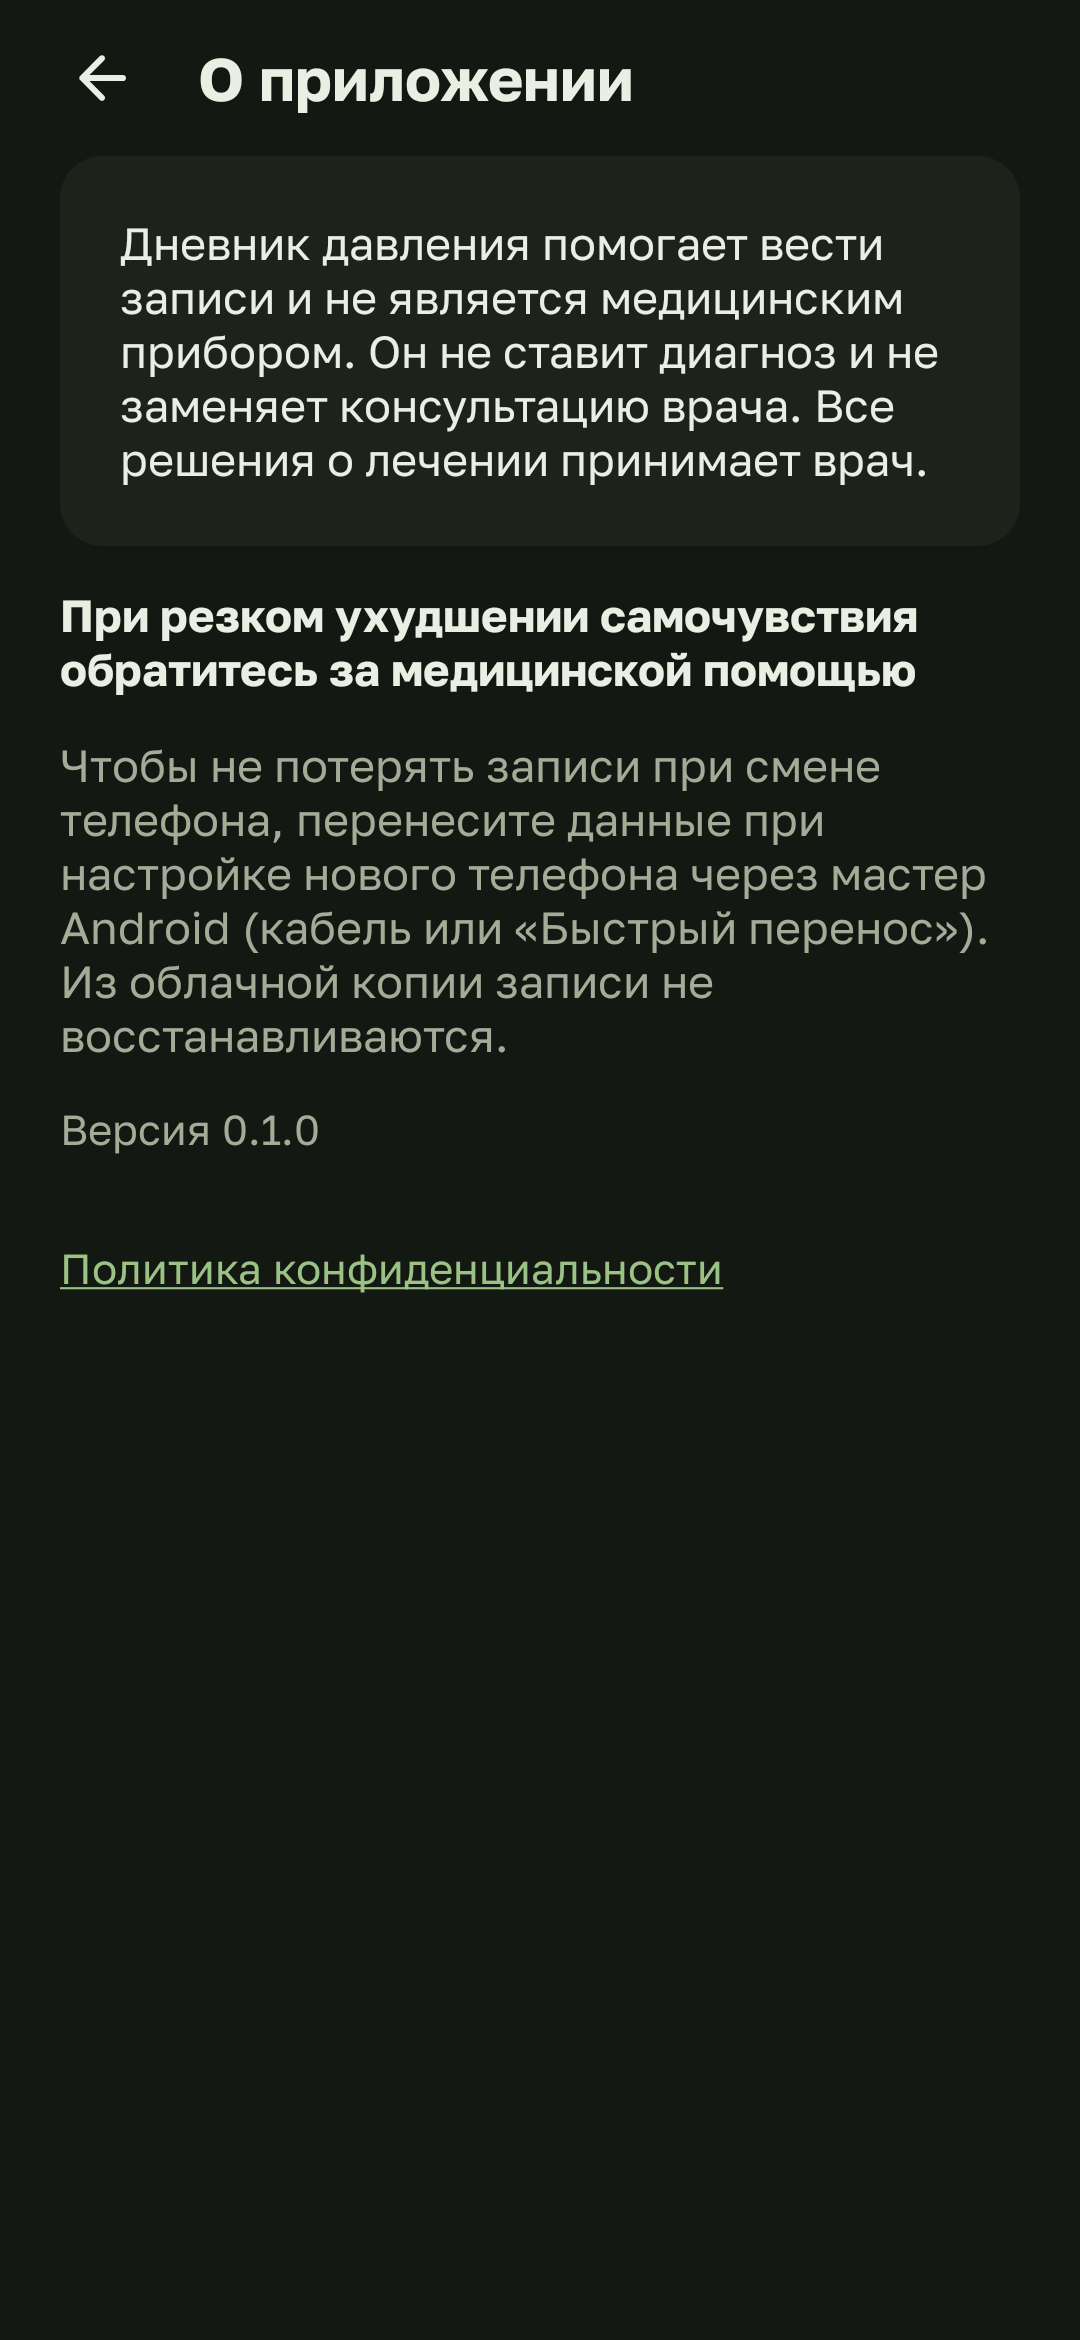 О приложении
Дневник давления помогает вести
записи и не является медицинским
прибором. Он не ставит диагноз и не
заменяет консультацию врача. Все
решения о лечении принимает врач.
При резком ухудшении самочувствия
обратитесь за медицинской помощью
Чтобы не потерять записи при смене
телефона, перенесите данные при
настройке нового телефона через мастер
Android (кабель или «Быстрый перенос»).
Из облачной копии записи не
восстанавливаются.
Версия 0.1.0
Политика конфиденциальности